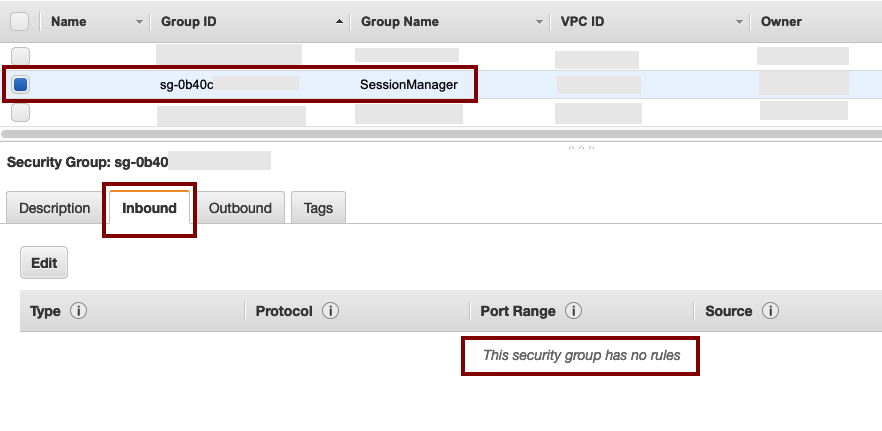 Name Group ID Group Name VPC ID Owner
sg-0b40c SessionManager
Security Group: sg-0b40
Description Inbound Outbound Tags
Edit
Type i Protocol i Port Range i Source i
This security group has no rules